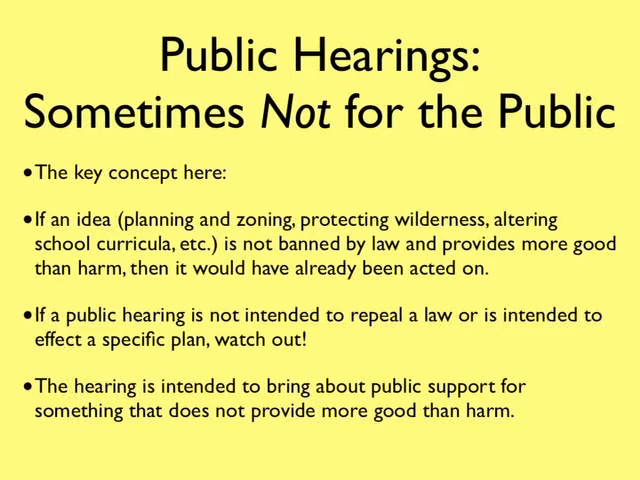 Public Hearings:
Sometimes Not for the Public
•The key concept here:
•If an idea (planning and zoning, protecting wilderness, altering
school curricula, etc.) is not banned by law and provides more good
than harm, then it would have already been acted on.
•If a public hearing is not intended to repeal a law or is intended to
effect a specific plan, watch out!
•The hearing is intended to bring about public support for
something that does not provide more good than harm.